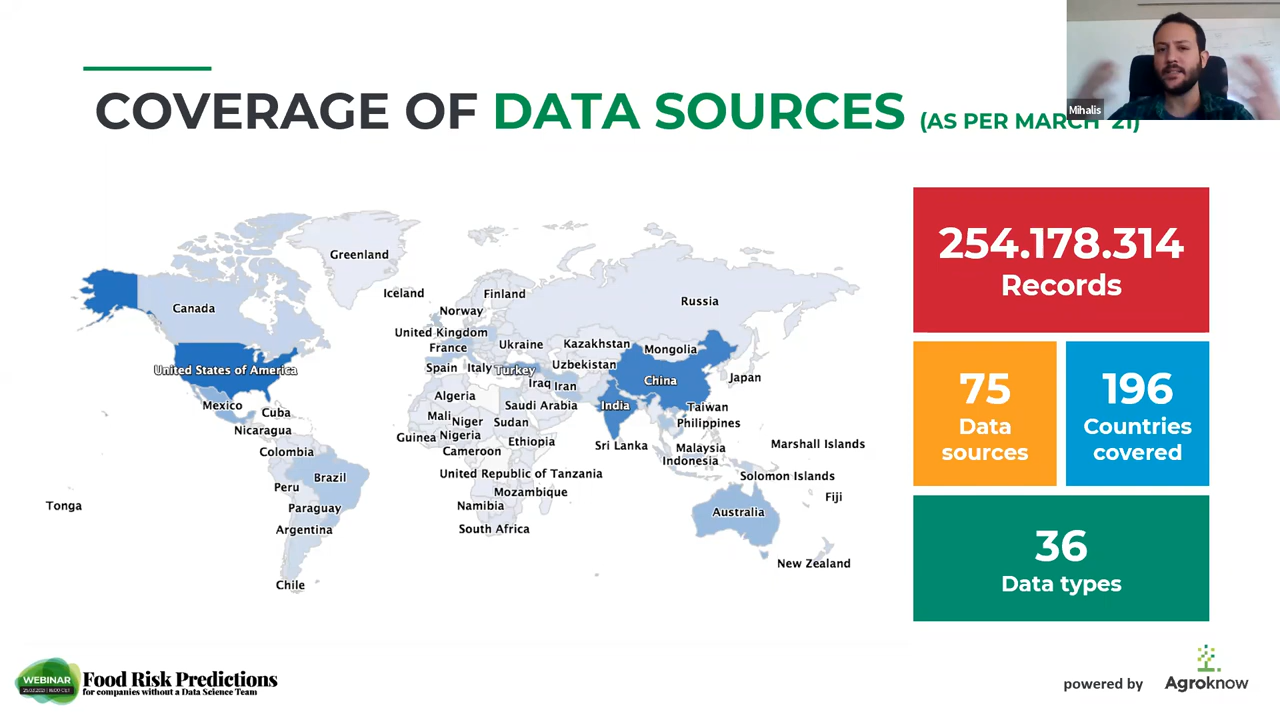 Mihalis
COVERAGE OF DATA SOURCES (AS PER MARCH '21)
254.178.314
Records
75
Data
sources
196
Countries
covered
36
Data types
Greenland
Iceland
Finland
Russia
Canada
Norway
United Kingdom
France
Ukraine
Kazakhstan
Mongolia
Spain
Italy
Turkey
Uzbekistan
United States of America
China
Japan
Iraq
Iran
Algeria
Mexico
Cuba
Saudi Arabia
India
Taiwan
Mali
Niger
Sudan
Philippines
Nicaragua
Guinea
Nigeria
Ethiopia
Sri Lanka
Marshall Islands
Colombia
Cameroon
Malaysia
Indonesia
Brazil
United Republic of Tanzania
Solomon Islands
Peru
Mozambique
Fiji
Tonga
Paraguay
Namibia
Australia
Argentina
South Africa
New Zealand
Chile
WEBINAR
Food Risk Predictions
for companies without a Data Science Team
powered by
Agroknow